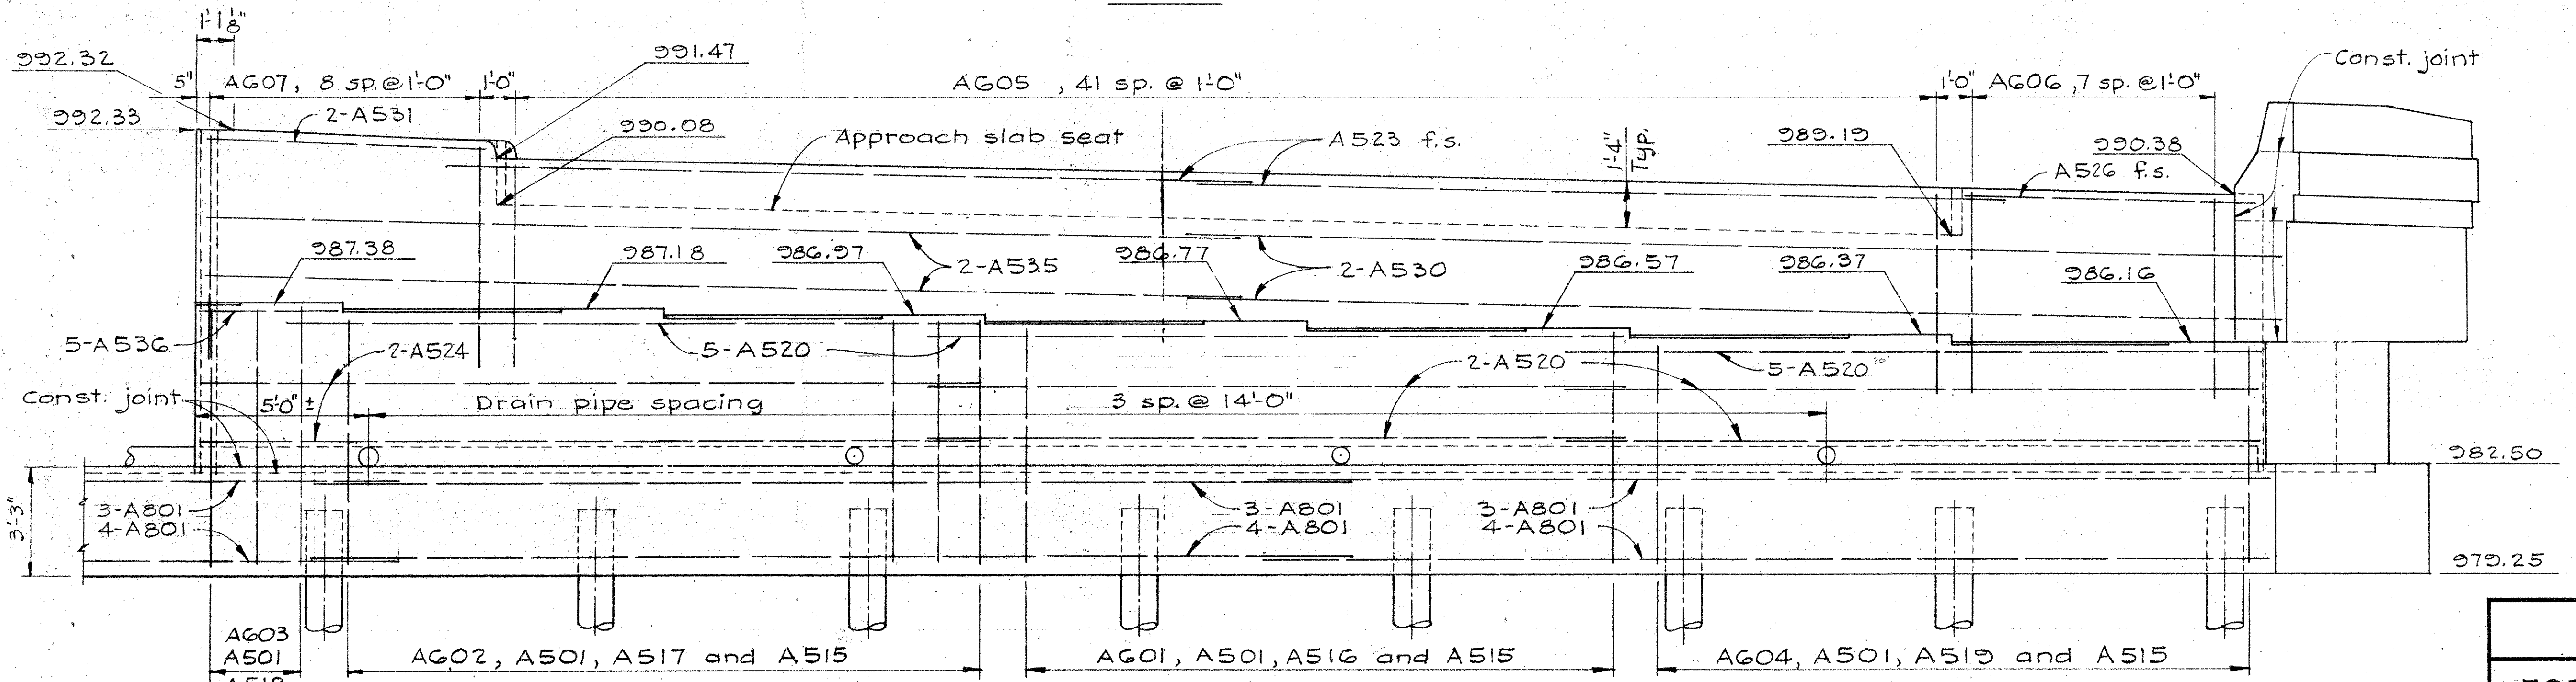 1'-1⅛"
992.32
991.47
Const. joint
5" A607, 8 sp. @ 1'-0" 1'-0"
A605 , 41 sp. @ 1'-0"
1'-0" A606, 7 sp. @ 1'-0"
992.33
2-A531
990.08
Approach slab seat
A523 f.s.
1'-4"
Typ.
989.19
990.38
A526 f.s.
987.38
987.18
986.97
2-A535
986.77
2-A530
986.57
986.37
986.16
5-A536
2-A524
5-A520
2-A520
5-A520
Const. joint
5'-0" ±
Drain pipe spacing
3 sp. @ 14'-0"
982.50
3'-3"
3-A801
4-A801
3-A801
4-A801
3-A801
4-A801
979.25
A603
A501
A518
A602, A501, A517 and A515
A601, A501, A516 and A515
A604, A501, A519 and A515